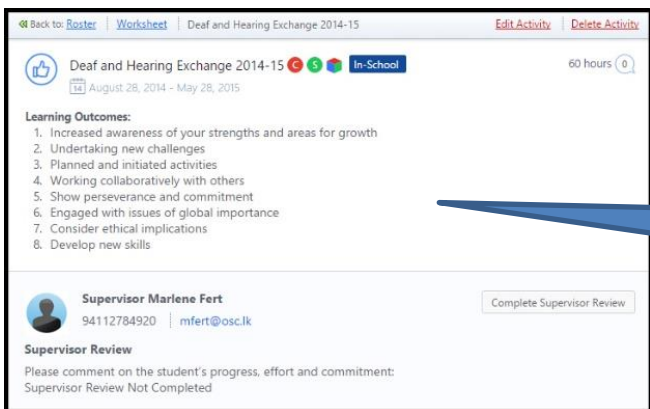 Back to: Roster | Worksheet | Deaf and Hearing Exchange 2014-15 Edit Activity | Delete Activity
Deaf and Hearing Exchange 2014-15 C S In-School 60 hours 0
14 August 28, 2014 - May 28, 2015
Learning Outcomes:
1. Increased awareness of your strengths and areas for growth
2. Undertaking new challenges
3. Planned and initiated activities
4. Working collaboratively with others
5. Show perseverance and commitment
6. Engaged with issues of global importance
7. Consider ethical implications
8. Develop new skills
Supervisor Marlene Fert Complete Supervisor Review
94112784920 | mfert@osc.lk
Supervisor Review
Please comment on the student's progress, effort and commitment:
Supervisor Review Not Completed